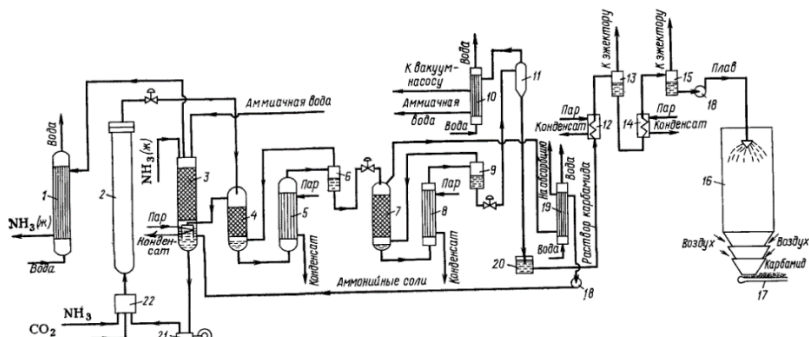 Вода
К вакуум-
насосу
Аммиачная
вода
Вода
10
11
К эжектору
13
К эжектору
15
Плав
18
Пар
Конденсат
12
14
Пар
Конденсат
Аммиачная вода
Вода
NH₃(ж)
1
2
3
4
5
6
7
8
9
Пар
Пар
На абсорбцию
Вода
19
Раствор карбамида
16
NH₃(ж)
Вода
Пар
Конден-
сат
Конденсат
Конденсат
Вода
20
Воздух
Воздух
Карбамид
17
Аммонийные соли
18
22
NH₃
CO₂
21